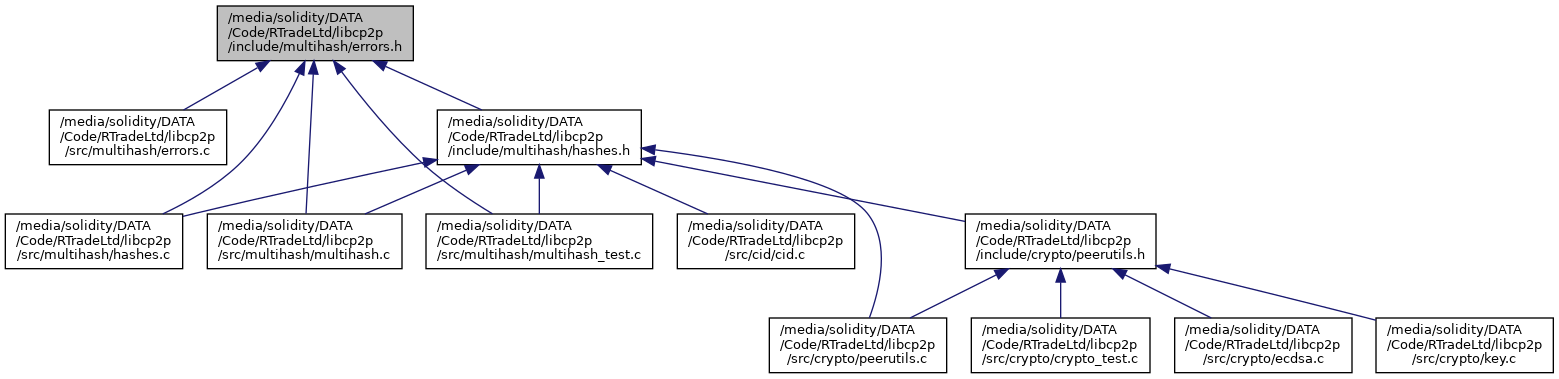 /media/solidity/DATA
/Code/RTradeLtd/libcp2p
/include/multihash/errors.h
/media/solidity/DATA
/Code/RTradeLtd/libcp2p
/src/multihash/errors.c
/media/solidity/DATA
/Code/RTradeLtd/libcp2p
/include/multihash/hashes.h
/media/solidity/DATA
/Code/RTradeLtd/libcp2p
/src/multihash/hashes.c
/media/solidity/DATA
/Code/RTradeLtd/libcp2p
/src/multihash/multihash.c
/media/solidity/DATA
/Code/RTradeLtd/libcp2p
/src/multihash/multihash_test.c
/media/solidity/DATA
/Code/RTradeLtd/libcp2p
/src/cid/cid.c
/media/solidity/DATA
/Code/RTradeLtd/libcp2p
/include/crypto/peerutils.h
/media/solidity/DATA
/Code/RTradeLtd/libcp2p
/src/crypto/peerutils.c
/media/solidity/DATA
/Code/RTradeLtd/libcp2p
/src/crypto/crypto_test.c
/media/solidity/DATA
/Code/RTradeLtd/libcp2p
/src/crypto/ecdsa.c
/media/solidity/DATA
/Code/RTradeLtd/libcp2p
/src/crypto/key.c